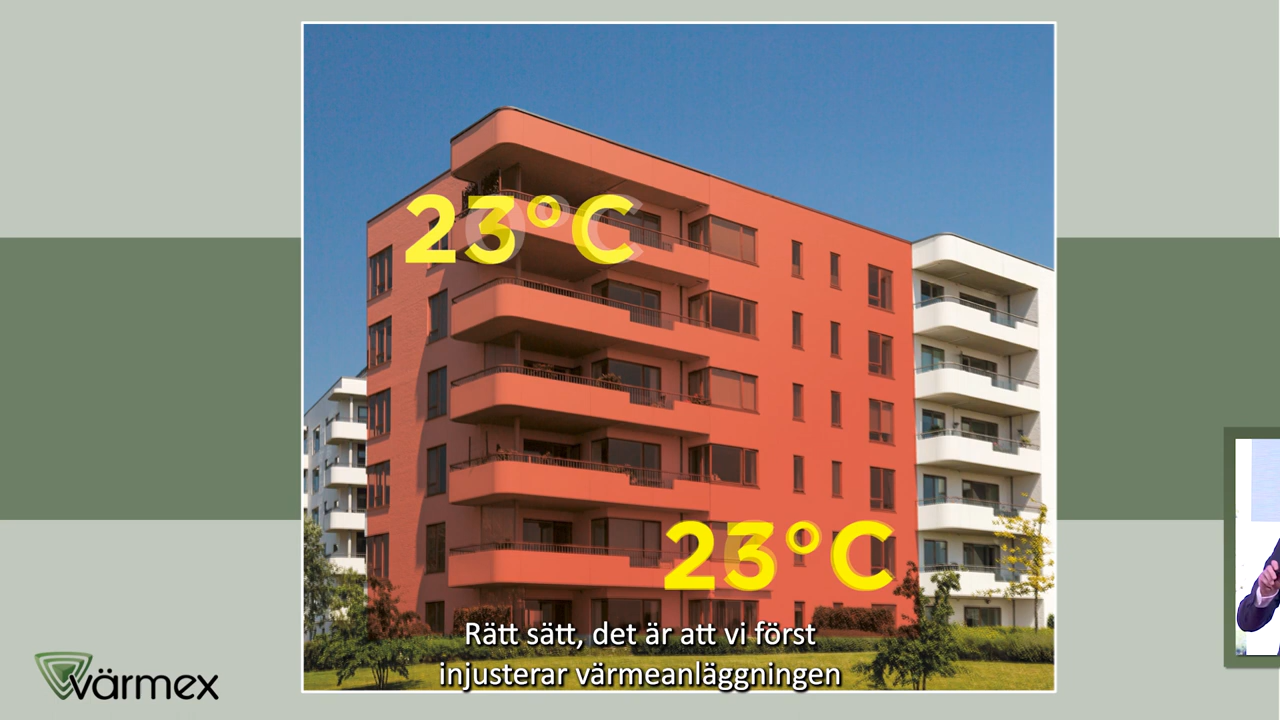 23°C
23°C
Rätt sätt, det är att vi först
injusterar värmeanläggningen
värmex